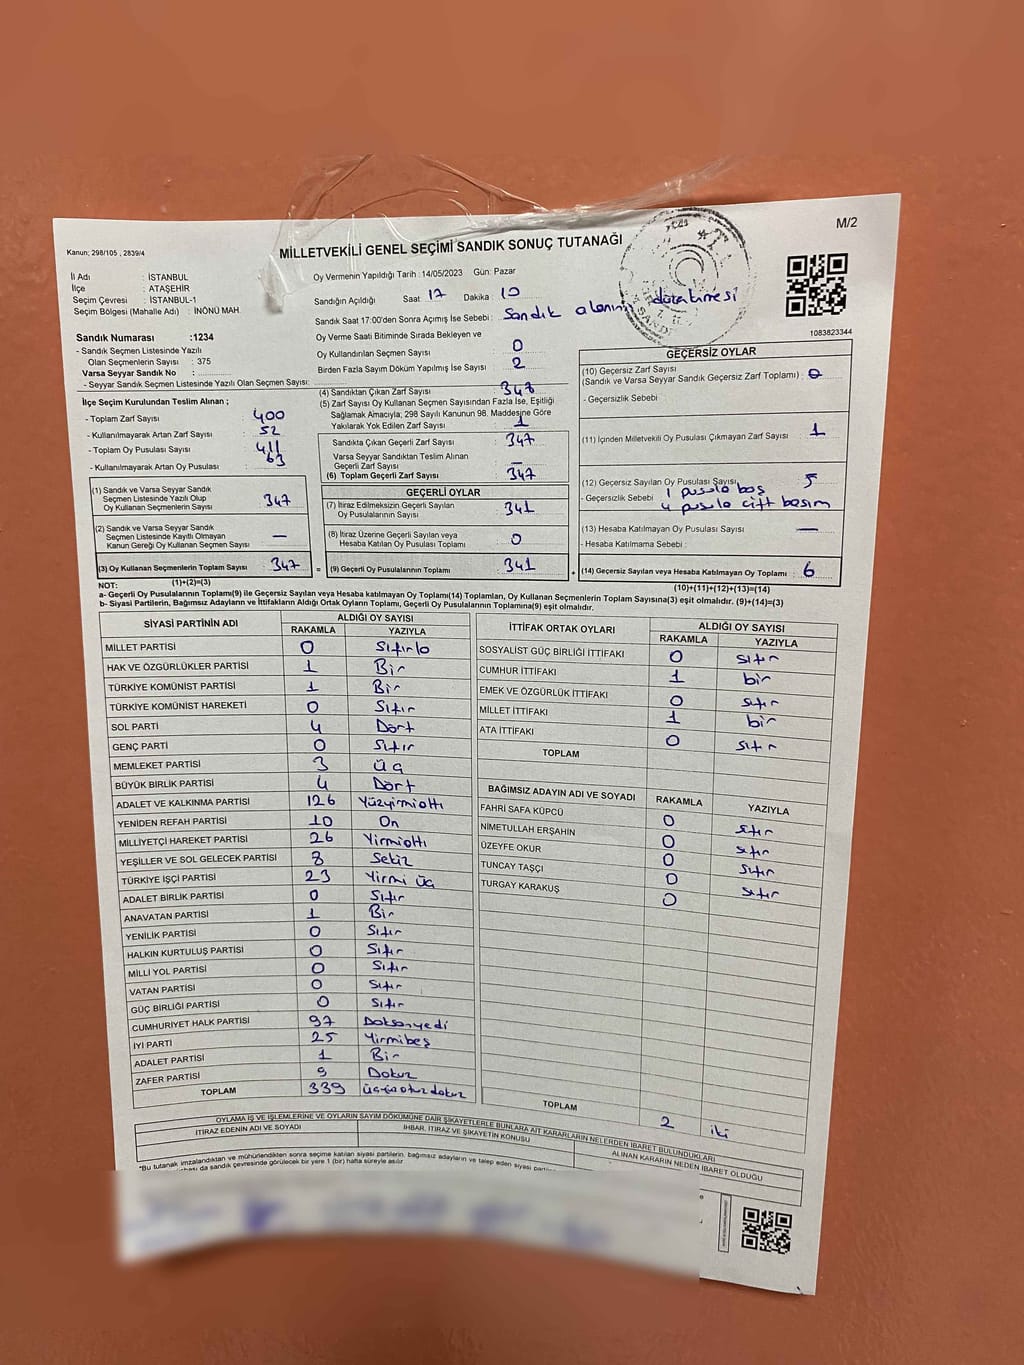 M/2
Kanun; 298/105 , 2839/4
MİLLETVEKİLİ GENEL SEÇİMİ SANDIK SONUÇ TUTANAĞI
İl Adı : İSTANBUL
İlçe : ATAŞEHİR
Seçim Çevresi : İSTANBUL-1
Seçim Bölgesi (Mahalle Adı) : İNÖNÜ MAH.
Oy Vermenin Yapıldığı Tarih : 14/05/2023 Gün: Pazar
Sandığın Açıldığı Saat 17 Dakika 10
Sandık Saat 17:00'den Sonra Açılmış İse Sebebi : Sandık alanının
Oy Verme Saati Bitiminde Sırada Bekleyen ve
Oy Kullandırılan Seçmen Sayısı 0
Birden Fazla Sayım Döküm Yapılmış İse Sayısı 2
1083823344
Sandık Numarası :1234
- Sandık Seçmen Listesinde Yazılı
Olan Seçmenlerin Sayısı : 375
Varsa Seyyar Sandık No :
- Seyyar Sandık Seçmen Listesinde Yazılı Olan Seçmen Sayısı:
İlçe Seçim Kurulundan Teslim Alınan ;
- Toplam Zarf Sayısı 400
- Kullanılmayarak Artan Zarf Sayısı 52
- Toplam Oy Pusulası Sayısı 411
- Kullanılmayarak Artan Oy Pusulası 63
(1) Sandık ve Varsa Seyyar Sandık
Seçmen Listesinde Yazılı Olup
Oy Kullanan Seçmenlerin Sayısı 347
(2) Sandık ve Varsa Seyyar Sandık
Seçmen Listesinde Kayıtlı Olmayan
Kanun Gereği Oy Kullanan Seçmen Sayısı —
(3) Oy Kullanan Seçmenlerin Toplam Sayısı 347 =
(4) Sandıktan Çıkan Zarf Sayısı 348
(5) Zarf Sayısı Oy Kullanan Seçmen Sayısından Fazla İse, Eşitliği
Sağlamak Amacıyla; 298 Sayılı Kanunun 98. Maddesine Göre
Yakılarak Yok Edilen Zarf Sayısı 1
Sandıkta Çıkan Geçerli Zarf Sayısı 347
Varsa Seyyar Sandıktan Teslim Alınan
Geçerli Zarf Sayısı —
(6) Toplam Geçerli Zarf Sayısı 347
GEÇERLİ OYLAR
(7) İtiraz Edilmeksizin Geçerli Sayılan
Oy Pusulalarının Sayısı 341
(8) İtiraz Üzerine Geçerli Sayılan veya
Hesaba Katılan Oy Pusulası Toplamı 0
(9) Geçerli Oy Pusulalarının Toplamı 341 +
GEÇERSİZ OYLAR
(10) Geçersiz Zarf Sayısı
(Sandık ve Varsa Seyyar Sandık Geçersiz Zarf Toplamı) : 0
- Geçersizlik Sebebi
(11) İçinden Milletvekili Oy Pusulası Çıkmayan Zarf Sayısı : 1
(12) Geçersiz Sayılan Oy Pusulası Sayısı 5
- Geçersizlik Sebebi 1 pusula boş
4 pusula çift basım
(13) Hesaba Katılmayan Oy Pusulası Sayısı —
- Hesaba Katılmama Sebebi :
(14) Geçersiz Sayılan veya Hesaba Katılmayan Oy Toplamı : 6
NOT: (1)+(2)=(3) (10)+(11)+(12)+(13)=(14)
a- Geçerli Oy Pusulalarının Toplamı(9) ile Geçersiz Sayılan veya Hesaba katılmayan Oy Toplamı(14) Toplamları, Oy Kullanan Seçmenlerin Toplam Sayısına(3) eşit olmalıdır. (9)+(14)=(3)
b- Siyasi Partilerin, Bağımsız Adayların ve İttifakların Aldığı Ortak Oyların Toplamı, Geçerli Oy Pusulalarının Toplamına(9) eşit olmalıdır.
SİYASİ PARTİNİN ADI ALDIĞI OY SAYISI
RAKAMLA YAZIYLA
MİLLET PARTİSİ 0
HAK VE ÖZGÜRLÜKLER PARTİSİ 1 Bir
TÜRKİYE KOMÜNİST PARTİSİ 1 Bir
TÜRKİYE KOMÜNİST HAREKETİ 0 Sıfır
SOL PARTİ 4 Dört
GENÇ PARTİ 0 Sıfır
MEMLEKET PARTİSİ 3 Üç
BÜYÜK BİRLİK PARTİSİ 4 Dört
ADALET VE KALKINMA PARTİSİ 126 Yüzyirmialtı
YENİDEN REFAH PARTİSİ 10 On
MİLLİYETÇİ HAREKET PARTİSİ 26 Yirmialtı
YEŞİLLER VE SOL GELECEK PARTİSİ 8 Sekiz
TÜRKİYE İŞÇİ PARTİSİ 23 Yirmi üç
ADALET BİRLİK PARTİSİ 0 Sıfır
ANAVATAN PARTİSİ 1 Bir
YENİLİK PARTİSİ 0 Sıfır
HALKIN KURTULUŞ PARTİSİ 0 Sıfır
MİLLİ YOL PARTİSİ 0 Sıfır
VATAN PARTİSİ 0 Sıfır
GÜÇ BİRLİĞİ PARTİSİ 0 Sıfır
CUMHURİYET HALK PARTİSİ 97 Doksanyedi
İYİ PARTİ 25 Yirmibeş
ADALET PARTİSİ 1 Bir
ZAFER PARTİSİ 9 Dokuz
TOPLAM 339 üçyüzotuzdokuz
İTTİFAK ORTAK OYLARI ALDIĞI OY SAYISI
RAKAMLA YAZIYLA
SOSYALİST GÜÇ BİRLİĞİ İTTİFAKI 0 sıfır
CUMHUR İTTİFAKI 1 bir
EMEK VE ÖZGÜRLÜK İTTİFAKI 0 sıfır
MİLLET İTTİFAKI 1 bir
ATA İTTİFAKI 0 sıfır
TOPLAM
BAĞIMSIZ ADAYIN ADI VE SOYADI RAKAMLA YAZIYLA
FAHRİ SAFA KÜPCÜ 0 sıfır
NİMETULLAH ERŞAHİN 0 sıfır
ÜZEYFE OKUR 0 sıfır
TUNCAY TAŞÇI 0 sıfır
TURGAY KARAKUŞ 0
TOPLAM 2 iki
OYLAMA İŞ VE İŞLEMLERİNE VE OYLARIN SAYIM DÖKÜMÜNE DAİR ŞİKAYETLERLE BUNLARA AİT KARARLARIN NELERDEN İBARET BULUNDUKLARI
İTİRAZ EDENİN ADI VE SOYADI İHBAR, İTİRAZ VE ŞİKAYETİN KONUSU ALINAN KARARIN NEDEN İBARET OLDUĞU
*Bu tutanak imzalandıktan ve mühürlendikten sonra seçime katılan siyasi partilerin, bağımsız adayların ve talep eden siyasi
da sandık çevresinde görülecek bir yere 1 (bir) hafta süreyle asılır